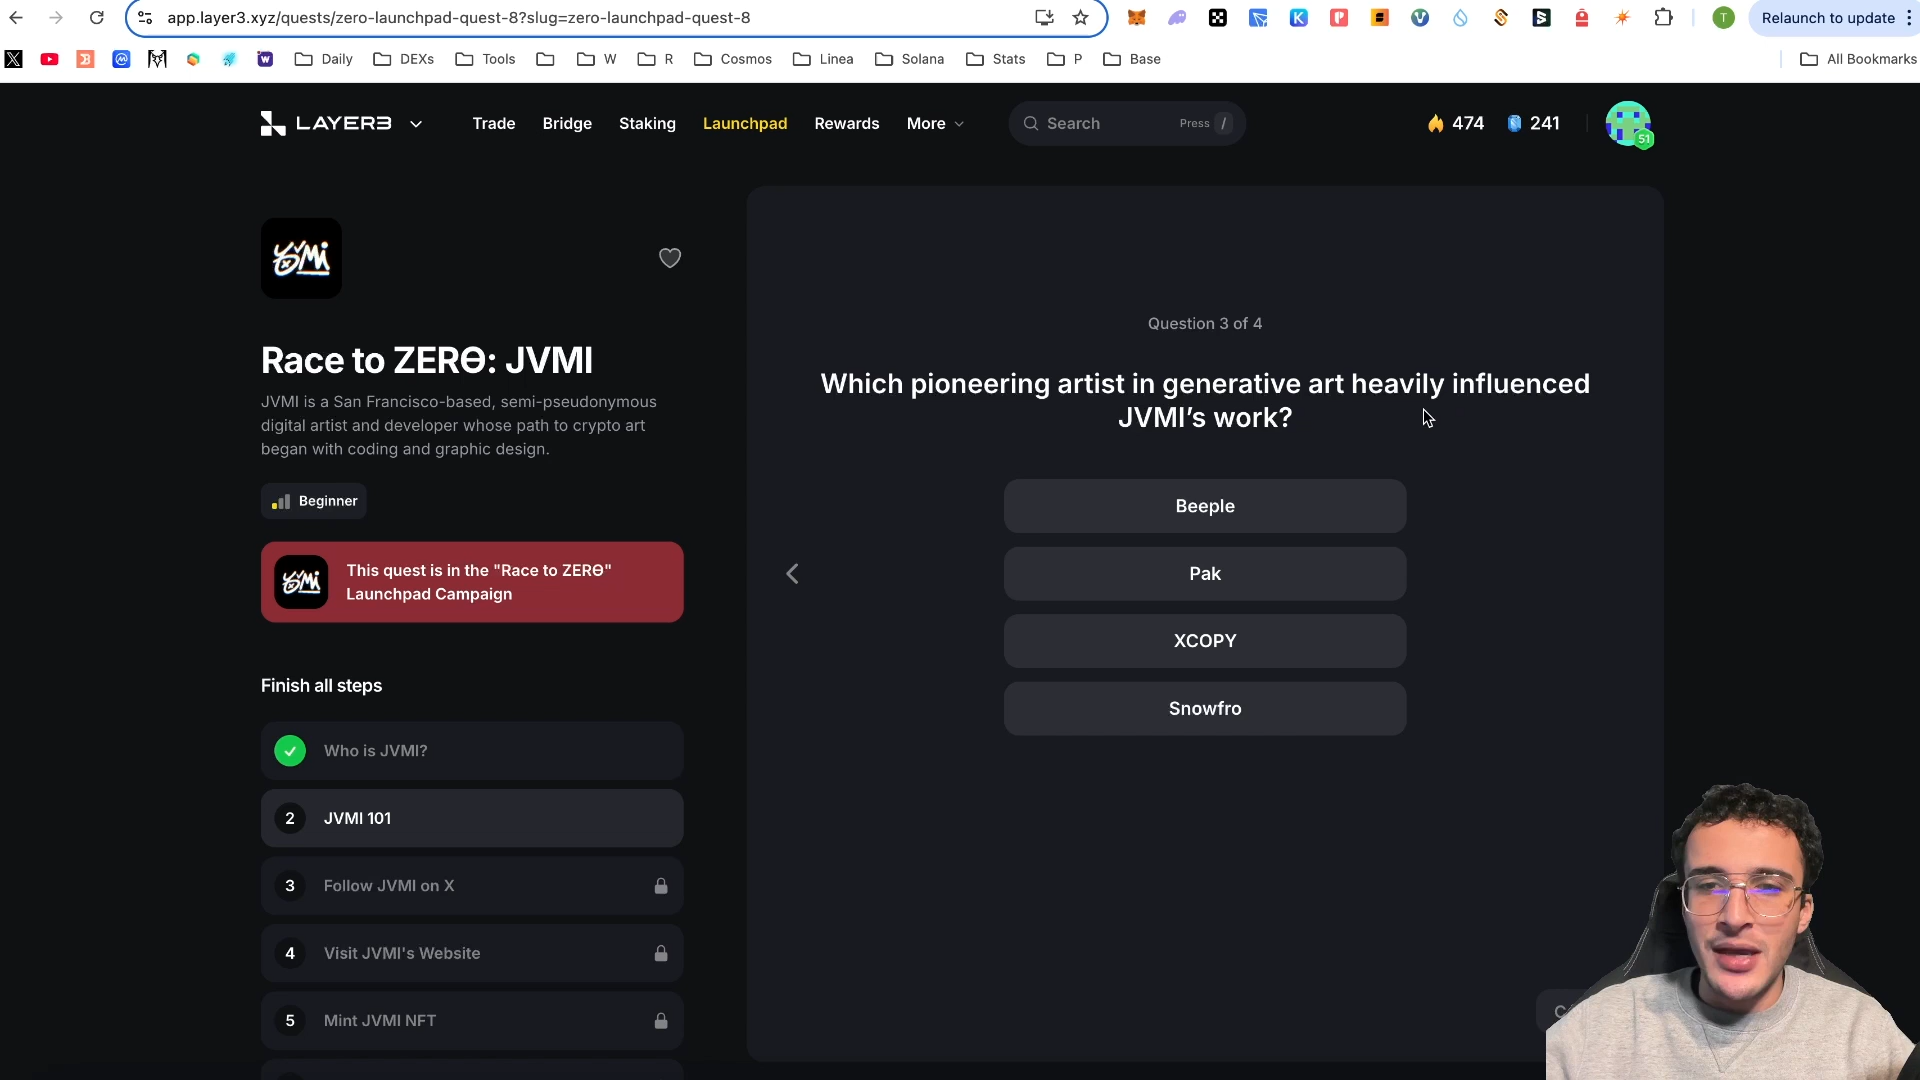 app.layer3.xyz/quests/zero-launchpad-quest-8?slug=zero-launchpad-quest-8
T
Relaunch to update
Daily
DEXs
Tools
W
R
Cosmos
Linea
Solana
Stats
P
Base
All Bookmarks
LAYER3
Trade
Bridge
Staking
Launchpad
Rewards
More
Search
Press /
474
241
51
JVMi
Race to ZERɵ: JVMI
JVMI is a San Francisco-based, semi-pseudonymous
digital artist and developer whose path to crypto art
began with coding and graphic design.
Beginner
JVMi
This quest is in the "Race to ZERɵ"
Launchpad Campaign
Finish all steps
Who is JVMI?
2 JVMI 101
3 Follow JVMI on X
4 Visit JVMI's Website
5 Mint JVMI NFT
Question 3 of 4
Which pioneering artist in generative art heavily influenced
JVMI’s work?
Beeple
Pak
XCOPY
Snowfro